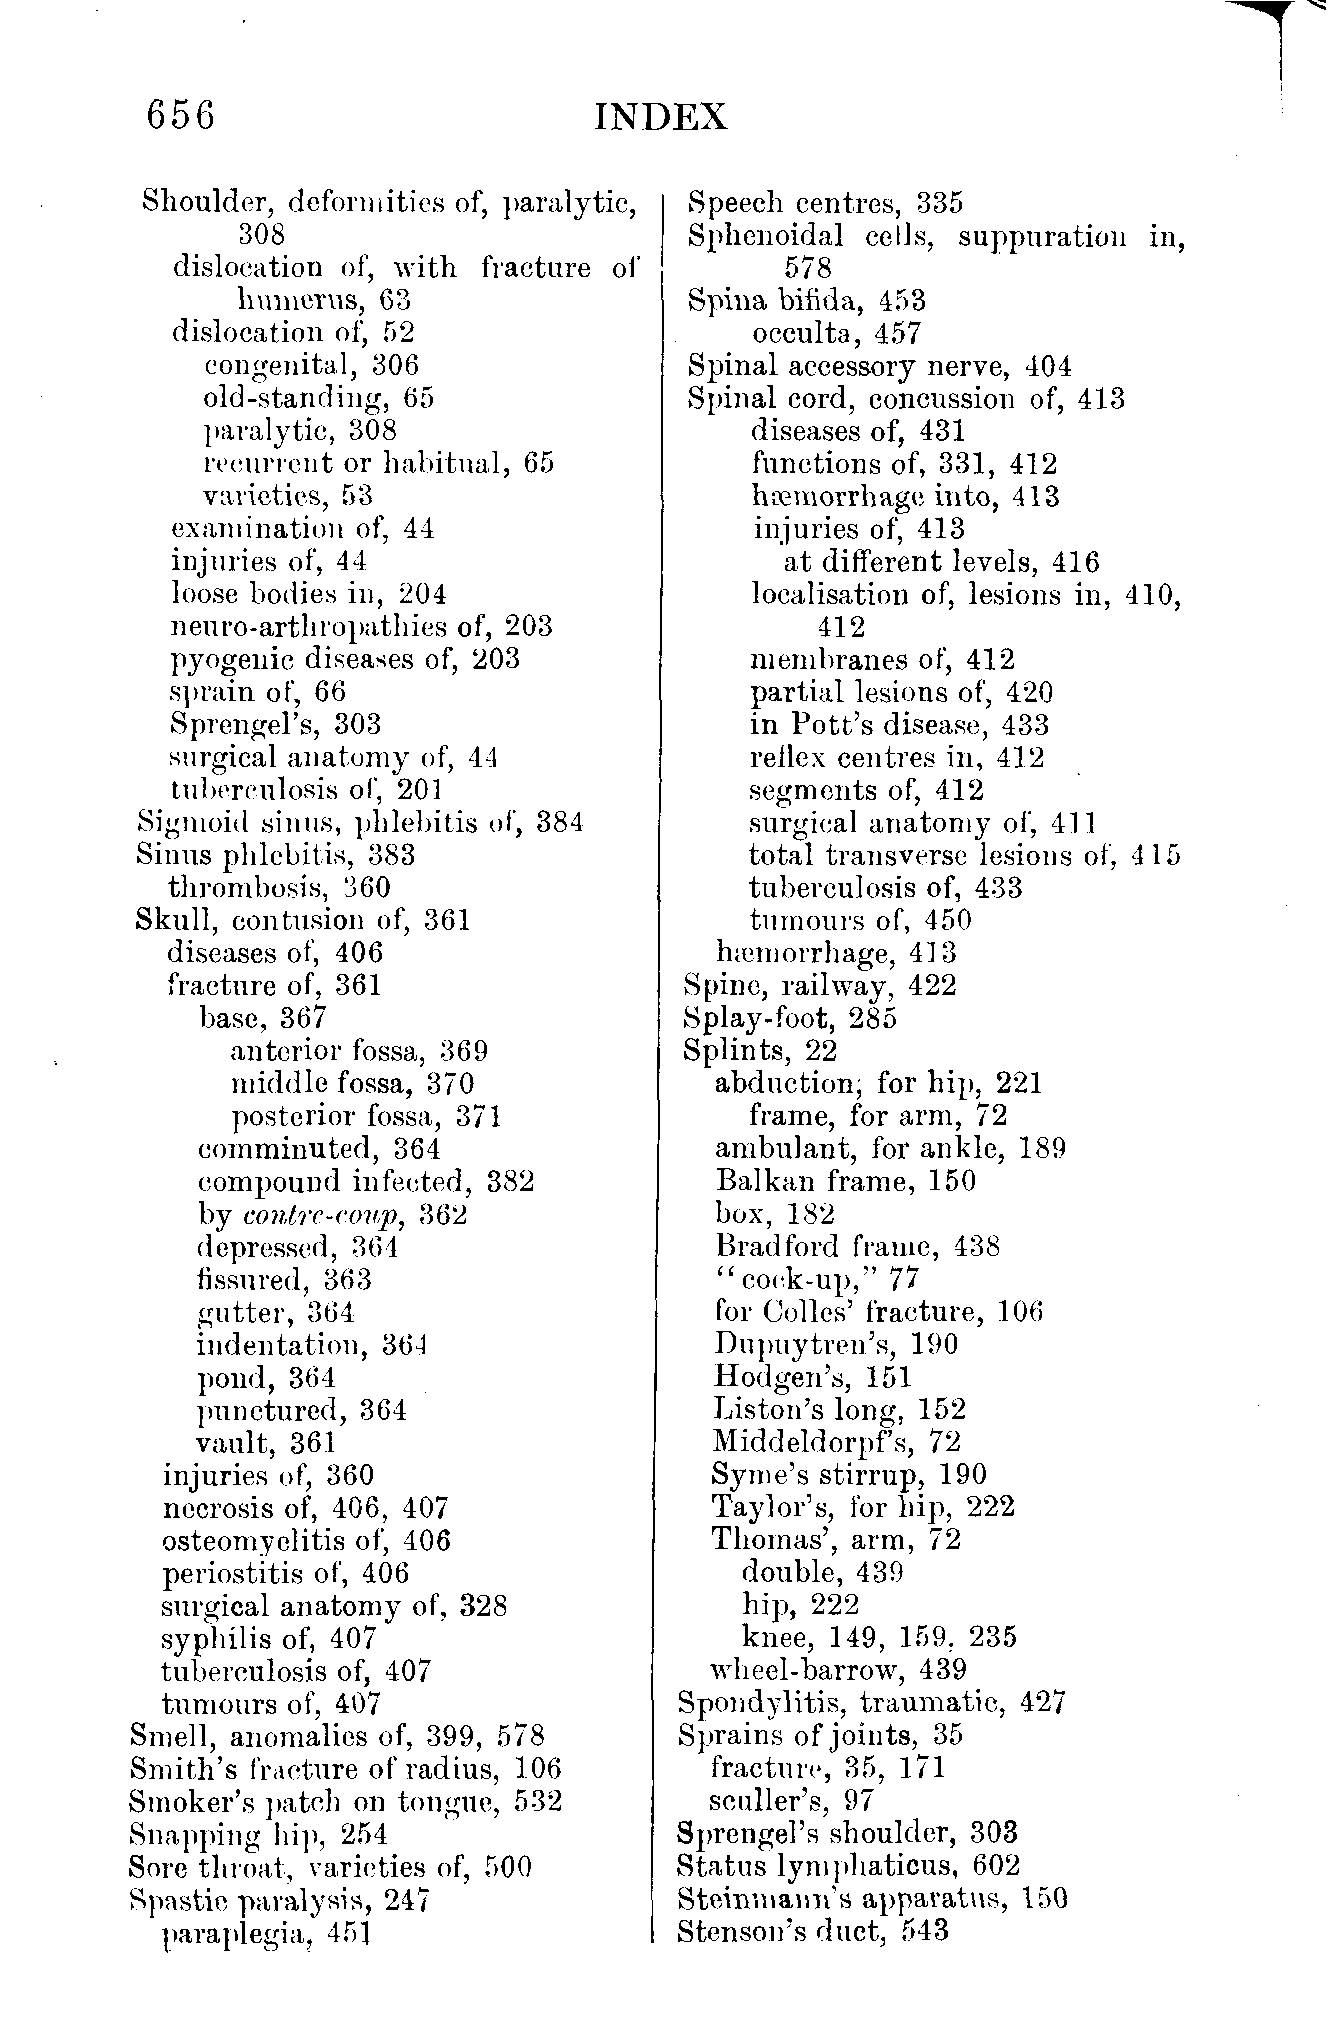 656
INDEX
Shoulder, deformities of, paralytic,
308
dislocation of, with fracture of
humerus, 63
dislocation of, 52
congenital, 306
old-standing, 65
paralytic, 308
recurrent or habitual, 65
varieties, 53
examination of, 44
injuries of, 44
loose bodies in, 204
neuro-arthropathies of, 203
pyogenic diseases of, 203
sprain of, 66
Sprengel's, 303
surgical anatomy of, 44
tuberculosis of, 201
Sigmoid sinus, phlebitis of, 384
Sinus phlebitis, 383
thrombosis, 360
Skull, contusion of, 361
diseases of, 406
fracture of, 361
base, 367
anterior fossa, 369
middle fossa, 370
posterior fossa, 371
comminuted, 364
compound infected, 382
by contre-coup, 362
depressed, 364
fissured, 363
gutter, 364
indentation, 364
pond, 364
punctured, 364
vault, 361
injuries of, 360
necrosis of, 406, 407
osteomyelitis of, 406
periostitis of, 406
surgical anatomy of, 328
syphilis of, 407
tuberculosis of, 407
tumours of, 407
Smell, anomalies of, 399, 578
Smith's fracture of radius, 106
Smoker's patch on tongue, 532
Snapping hip, 254
Sore throat, varieties of, 500
Spastic paralysis, 247
paraplegia, 451
Speech centres, 335
Sphenoidal cells, suppuration in,
578
Spina bifida, 453
occulta, 457
Spinal accessory nerve, 404
Spinal cord, concussion of, 413
diseases of, 431
functions of, 331, 412
hæmorrhage into, 413
injuries of, 413
at different levels, 416
localisation of, lesions in, 410,
412
membranes of, 412
partial lesions of, 420
in Pott's disease, 433
reflex centres in, 412
segments of, 412
surgical anatomy of, 411
total transverse lesions of, 415
tuberculosis of, 433
tumours of, 450
hæmorrhage, 413
Spine, railway, 422
Splay-foot, 285
Splints, 22
abduction, for hip, 221
frame, for arm, 72
ambulant, for ankle, 189
Balkan frame, 150
box, 182
Bradford frame, 438
"cock-up," 77
for Colles' fracture, 106
Dupuytren's, 190
Hodgen's, 151
Liston's long, 152
Middeldorpf's, 72
Syme's stirrup, 190
Taylor's, for hip, 222
Thomas', arm, 72
double, 439
hip, 222
knee, 149, 159, 235
wheel-barrow, 439
Spondylitis, traumatic, 427
Sprains of joints, 35
fracture, 35, 171
sculler's, 97
Sprengel's shoulder, 303
Status lymphaticus, 602
Steinmann's apparatus, 150
Stenson's duct, 543